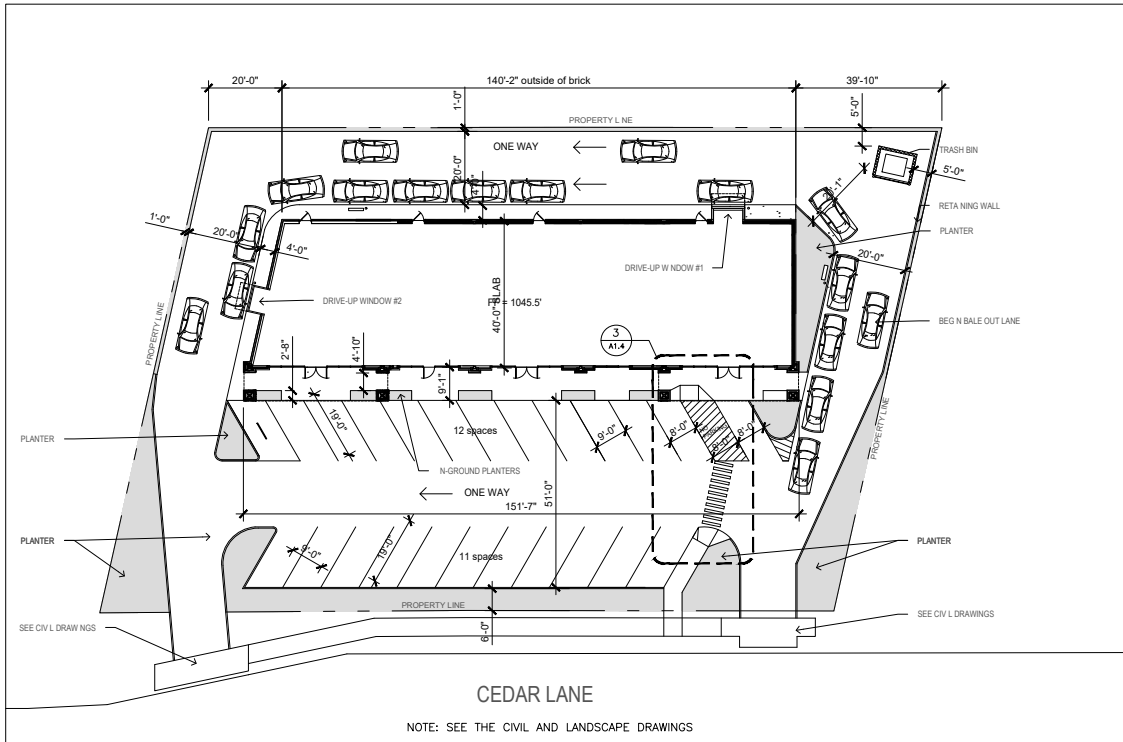 20'-0"
140'-2" outside of brick
39'-10"
1'-0"
5'-0"
PROPERTY L NE
ONE WAY
TRASH BIN
20'-0"
4'-0"
5'-0"
RETA NING WALL
1'-0"
20'-0"
4'-0"
PLANTER
20'-0"
DRIVE-UP W NDOW #1
DRIVE-UP WINDOW #2
40'-0" SLAB
= 1045.5'
PROPERTY LINE
BEG N BALE OUT LANE
3
A1.4
2'-8"
4'-10"
9'-1"
PROPERTY LINE
19'-0"
12 spaces
9'-0"
8'-0"
8'-0"
8'-0"
PLANTER
N-GROUND PLANTERS
ONE WAY
151'-7"
51'-0"
PLANTER
9'-0"
19'-0"
11 spaces
PLANTER
PROPERTY LINE
6'-0"
SEE CIV L DRAW NGS
SEE CIV L DRAWINGS
CEDAR LANE
NOTE: SEE THE CIVIL AND LANDSCAPE DRAWINGS